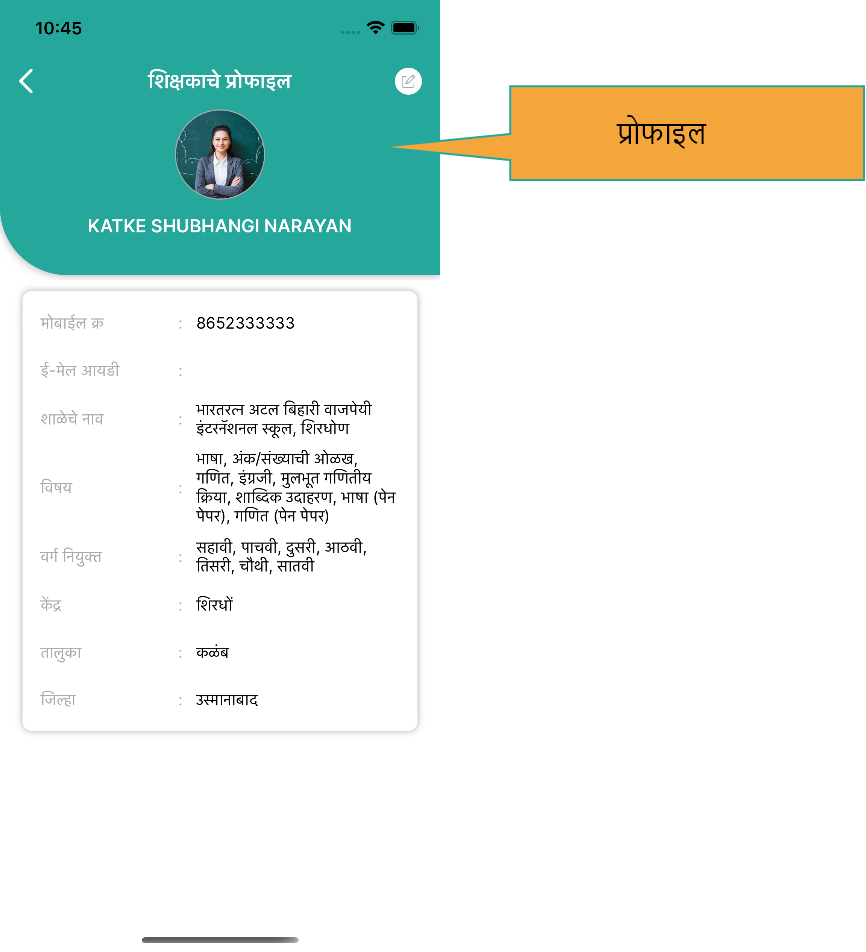 10:45
शिक्षकाचे प्रोफाइल
प्रोफाइल
KATKE SHUBHANGI NARAYAN
मोबाईल क्र : 8652333333
ई-मेल आयडी :
शाळेचे नाव : भारतरत्न अटल बिहारी वाजपेयी
इंटरनॅशनल स्कूल, शिरधोण
विषय : भाषा, अंक/संख्याची ओळख,
गणित, इंग्रजी, मुलभूत गणितीय
क्रिया, शाब्दिक उदाहरण, भाषा (पेन
पेपर), गणित (पेन पेपर)
वर्ग नियुक्त : सहावी, पाचवी, दुसरी, आठवी,
तिसरी, चौथी, सातवी
केंद्र : शिरधों
तालुका : कळंब
जिल्हा : उस्मानाबाद